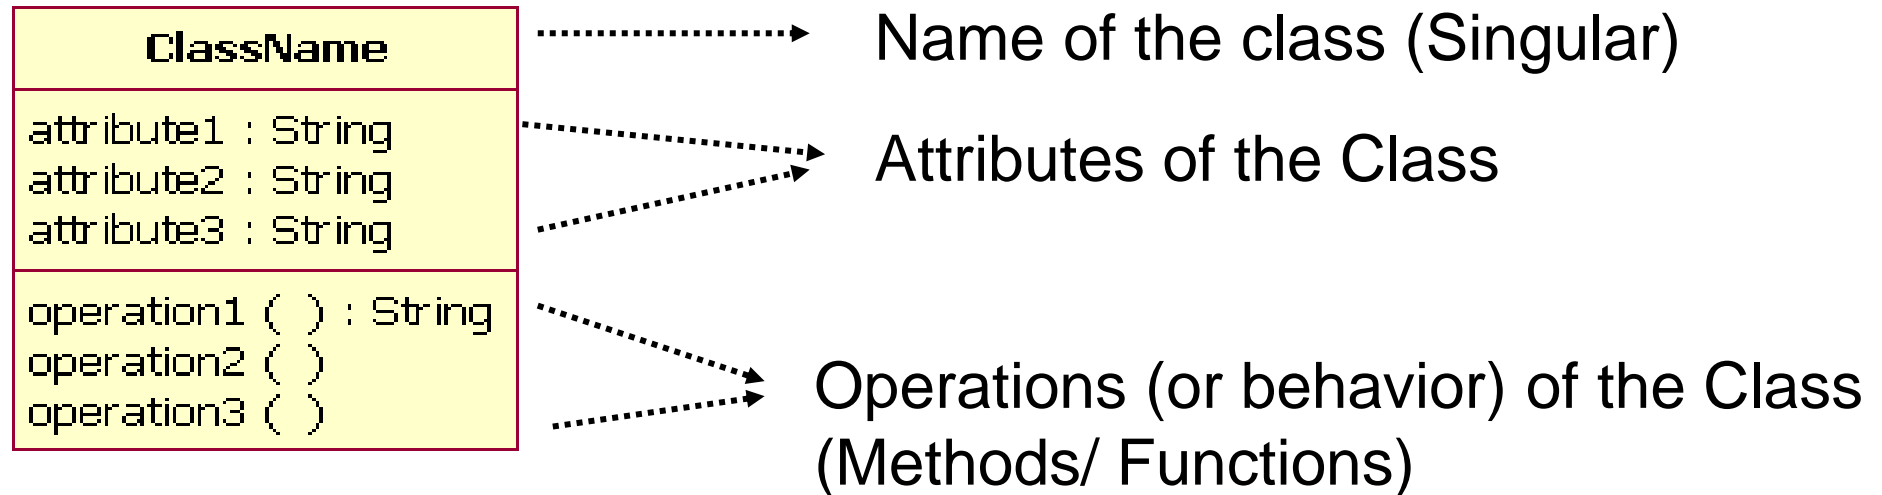 ClassName
attribute1 : String
attribute2 : String
attribute3 : String
operation1 ( ) : String
operation2 ( )
operation3 ( )
Name of the class (Singular)
Attributes of the Class
Operations (or behavior) of the Class
(Methods/ Functions)